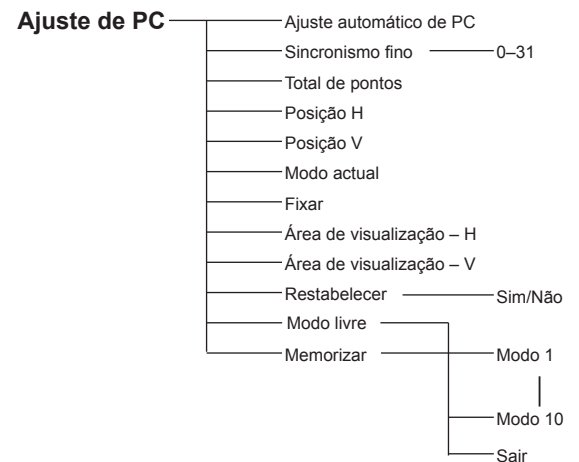 Ajuste de PC
Ajuste automático de PC
Sincronismo fino
0–31
Total de pontos
Posição H
Posição V
Modo actual
Fixar
Área de visualização – H
Área de visualização – V
Restabelecer
Sim/Não
Modo livre
Memorizar
Modo 1
Modo 10
Sair